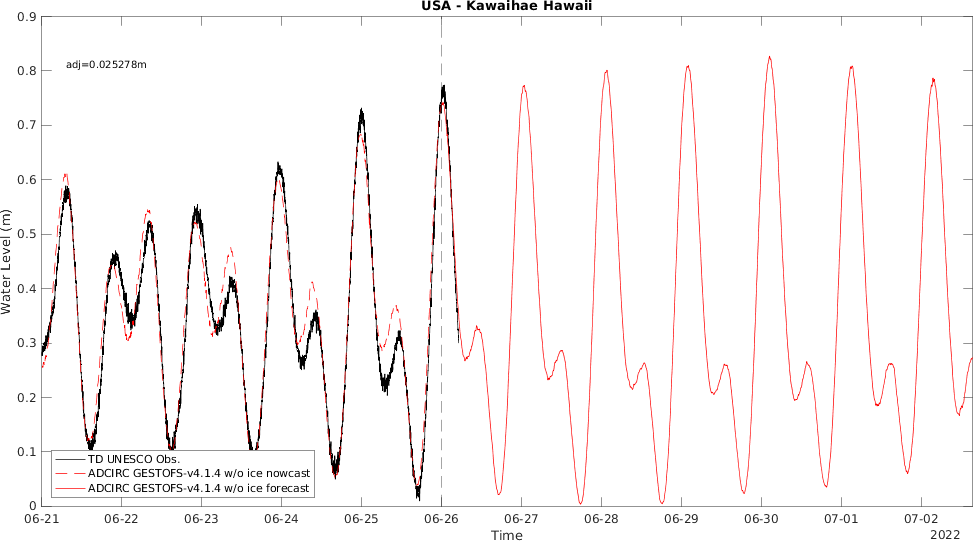 USA - Kawaihae Hawaii
0.9
0.8
0.7
0.6
0.5
0.4
0.3
0.2
0.1
0
Water Level (m)
adj=0.025278m
TD UNESCO Obs.
ADCIRC GESTOFS-v4.1.4 w/o ice nowcast
ADCIRC GESTOFS-v4.1.4 w/o ice forecast
06-21 06-22 06-23 06-24 06-25 06-26 06-27 06-28 06-29 06-30 07-01 07-02
Time
2022